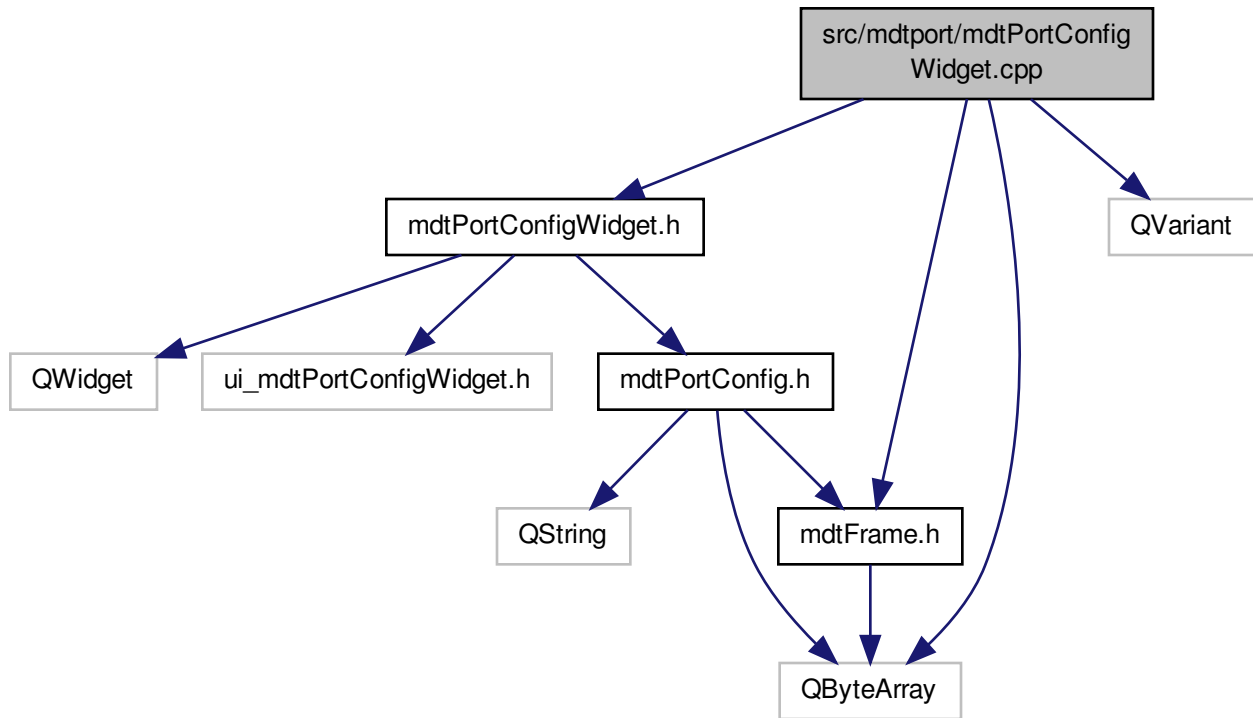 src/mdtport/mdtPortConfig
Widget.cpp
mdtPortConfigWidget.h
QVariant
QWidget
ui_mdtPortConfigWidget.h
mdtPortConfig.h
QString
mdtFrame.h
QByteArray